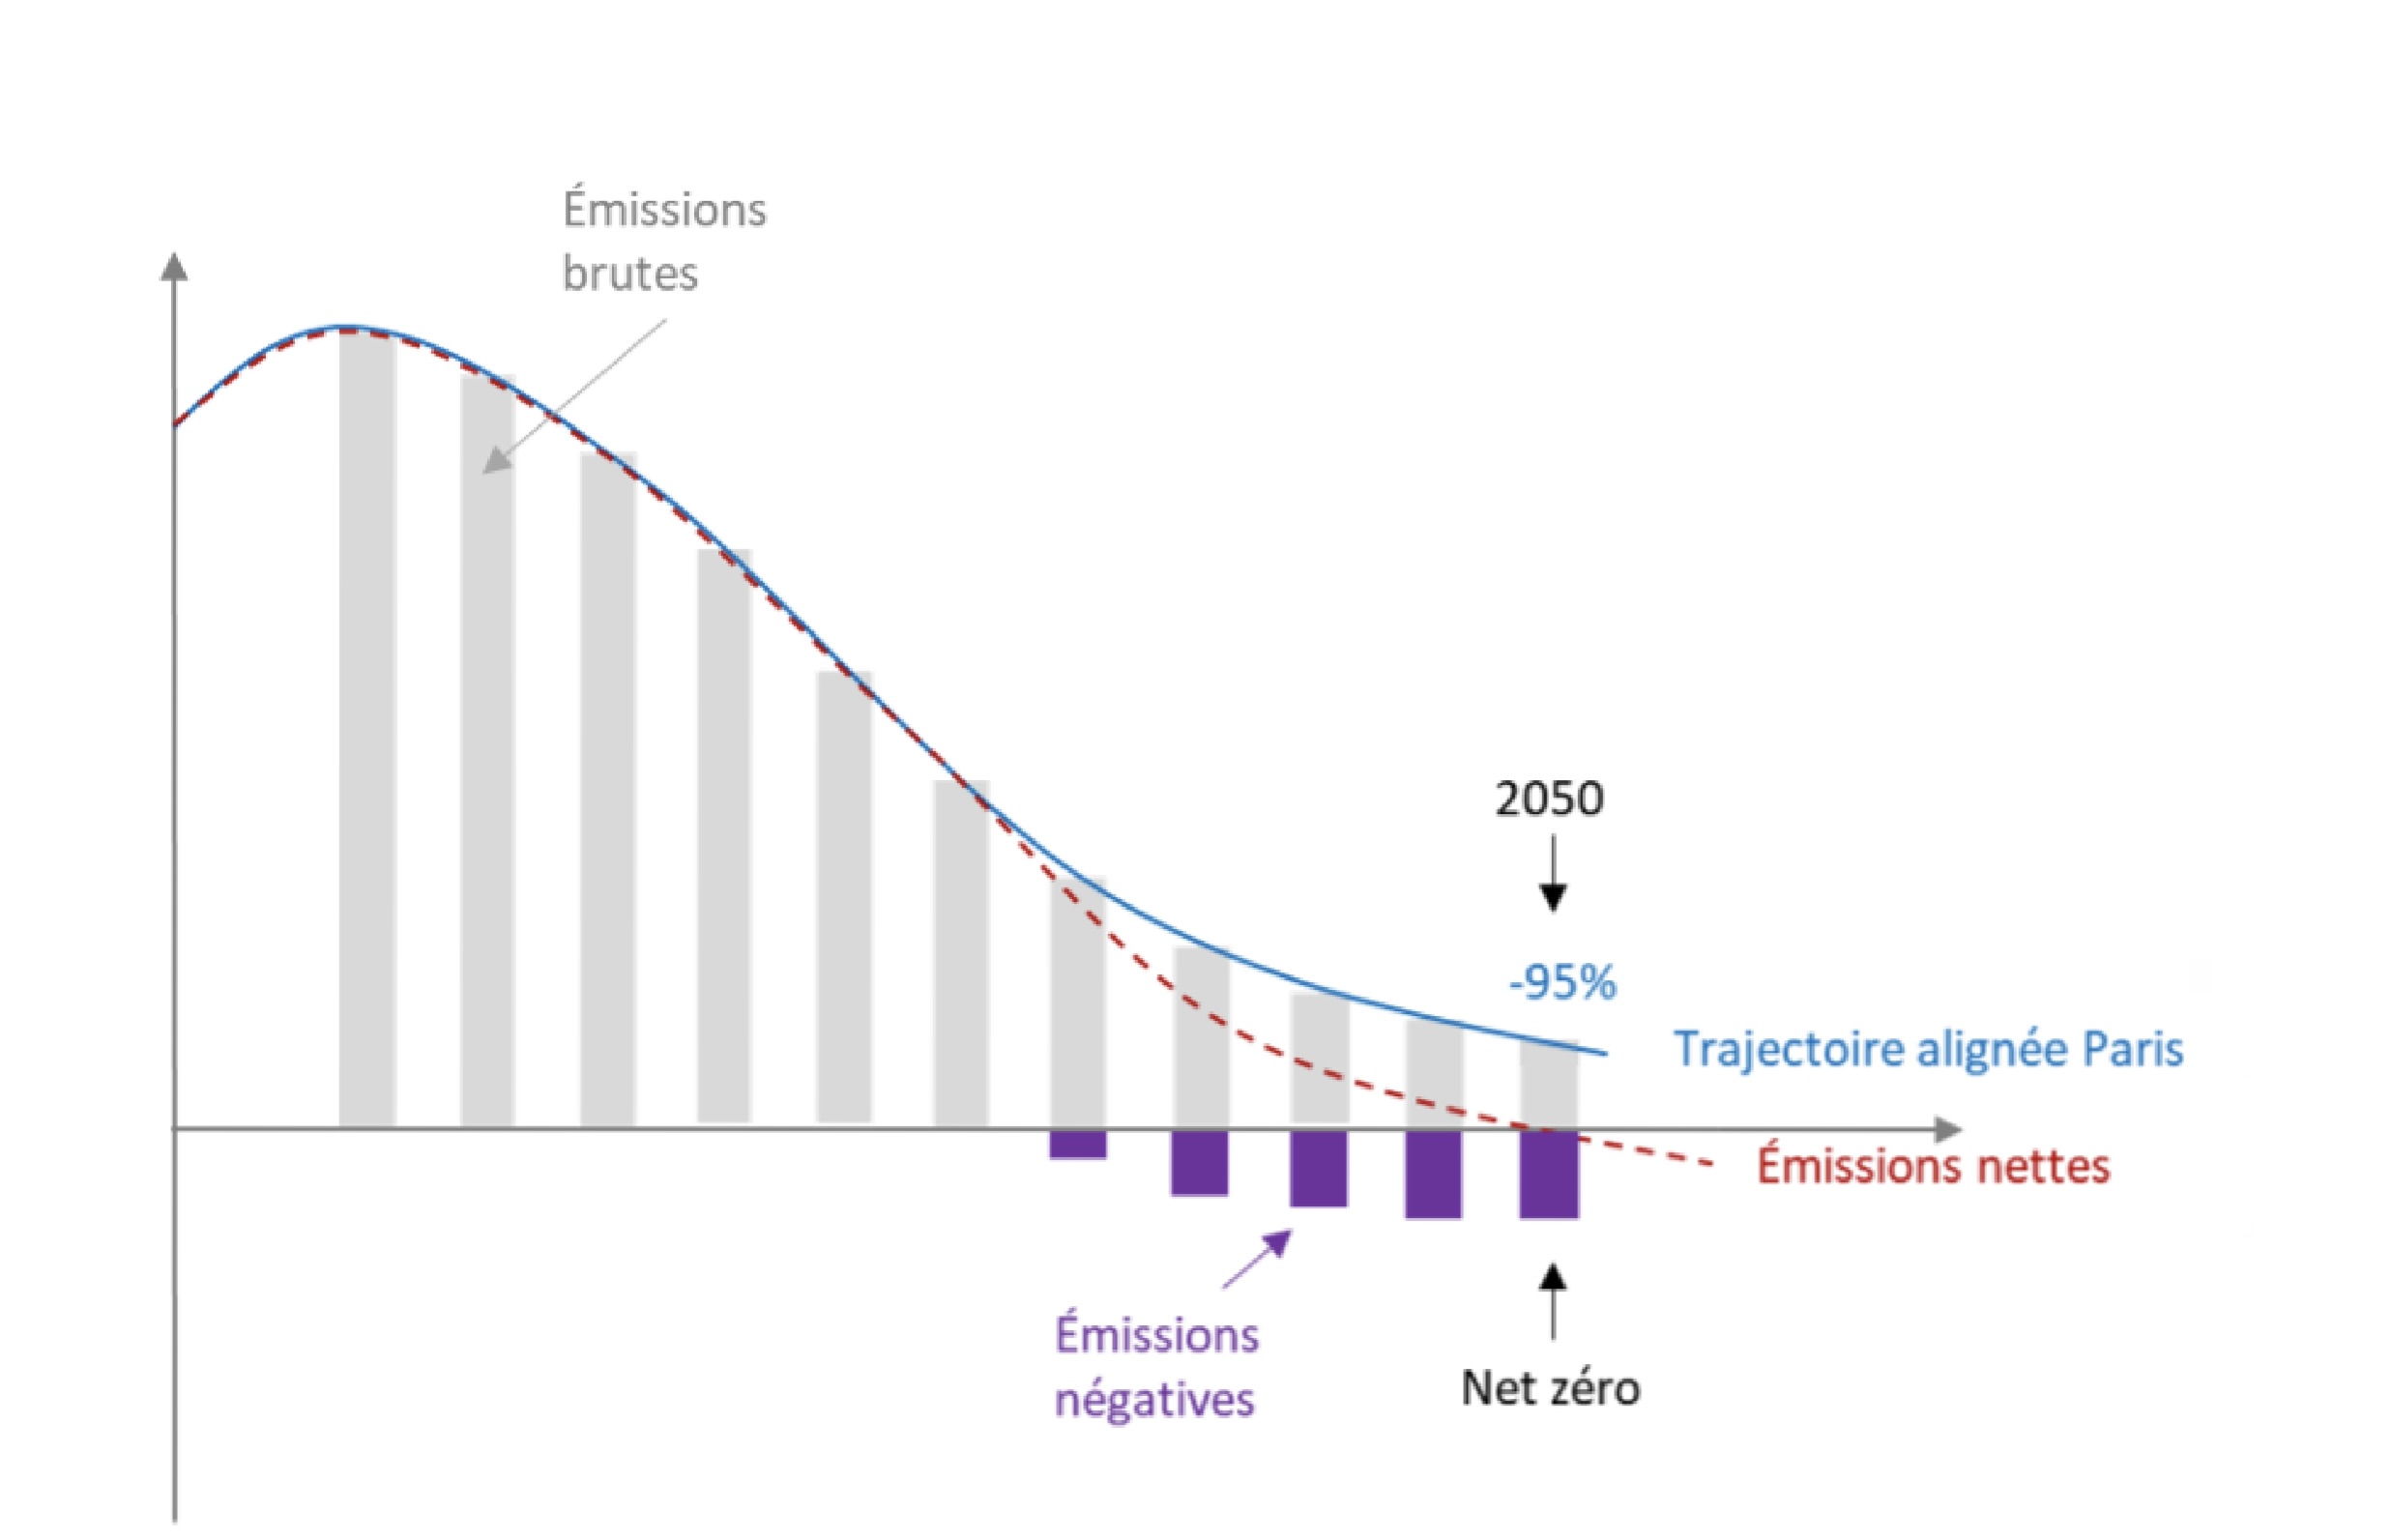 Émissions
brutes
2050
-95%
Trajectoire alignée Paris
Émissions nettes
Émissions
négatives
Net zéro